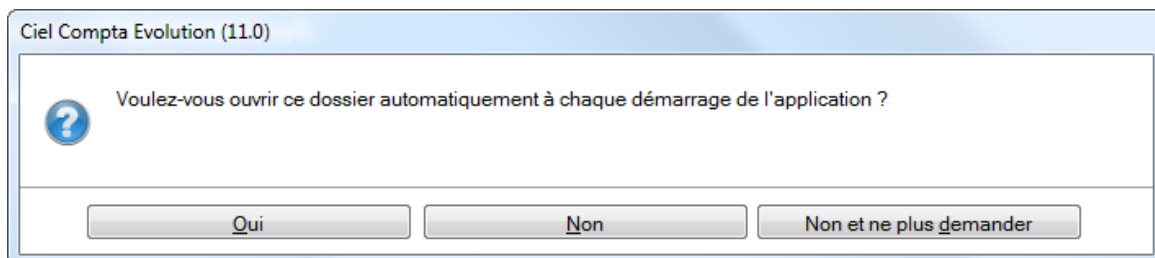 Ciel Compta Evolution (11.0)
Voulez-vous ouvrir ce dossier automatiquement à chaque démarrage de l'application ?
Oui Non Non et ne plus demander